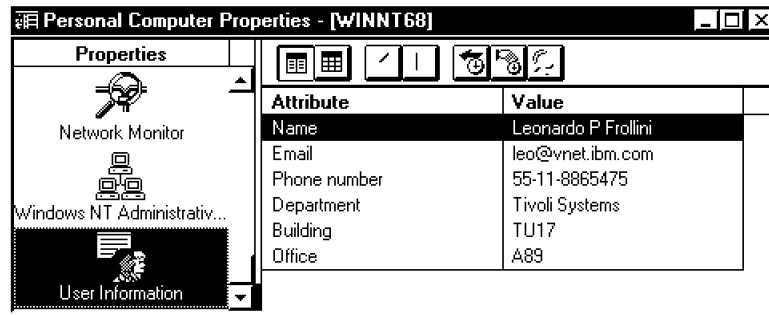 Personal Computer Properties - [WINNT68]
Properties
Network Monitor
Windows NT Administrativ...
User Information
Attribute Value
Name Leonardo P Frollini
Email leo@vnet.ibm.com
Phone number 55-11-8865475
Department Tivoli Systems
Building TU17
Office A89